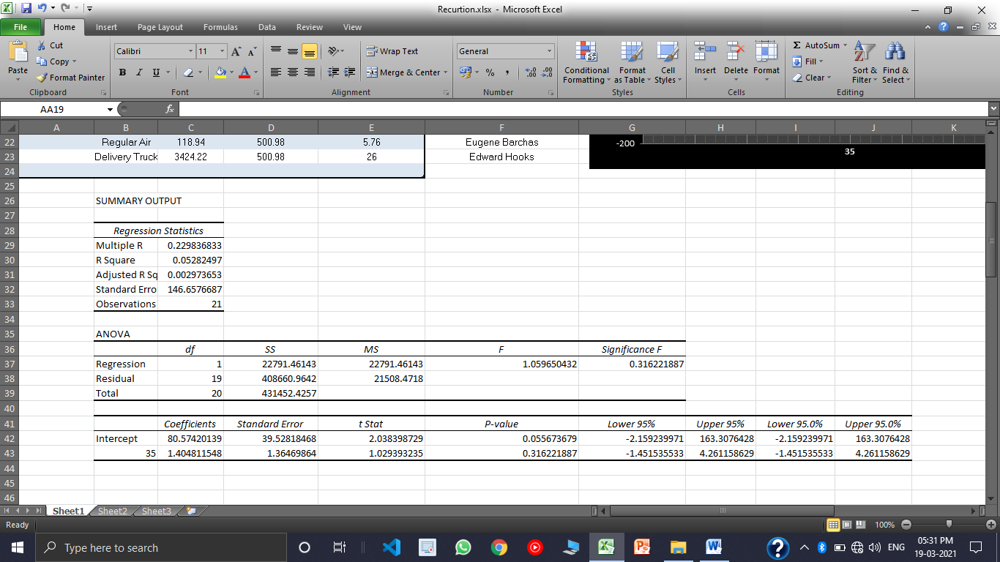 Recurtion.xlsx - Microsoft Excel
File Home Insert Page Layout Formulas Data Review View
Paste Cut Copy Format Painter Clipboard
Calibri 11 A A B I U A Font
Wrap Text Merge & Center Alignment
General % , .0 .00 .00 .0 Number
Conditional Formatting Format as Table Cell Styles Styles
Insert Delete Format Cells
Σ AutoSum Fill Clear Sort & Filter Find & Select Editing
AA19 fx
A B C D E F G H I J K
22 Regular Air 118.94 500.98 5.76 Eugene Barchas -200
23 Delivery Truck 3424.22 500.98 26 Edward Hooks 35
24
25
26 SUMMARY OUTPUT
27
28 Regression Statistics
29 Multiple R 0.229836833
30 R Square 0.05282497
31 Adjusted R Sq 0.002973653
32 Standard Erro 146.6576687
33 Observations 21
34
35 ANOVA
36 df SS MS F Significance F
37 Regression 1 22791.46143 22791.46143 1.059650432 0.316221887
38 Residual 19 408660.9642 21508.4718
39 Total 20 431452.4257
40
41 Coefficients Standard Error t Stat P-value Lower 95% Upper 95% Lower 95.0% Upper 95.0%
42 Intercept 80.57420139 39.52818468 2.038398729 0.055673679 -2.159239971 163.3076428 -2.159239971 163.3076428
43 35 1.404811548 1.36469864 1.029393235 0.316221887 -1.451535533 4.261158629 -1.451535533 4.261158629
44
45
46
Sheet1 Sheet2 Sheet3
Ready 100%
Type here to search ENG 05:31 PM
19-03-2021